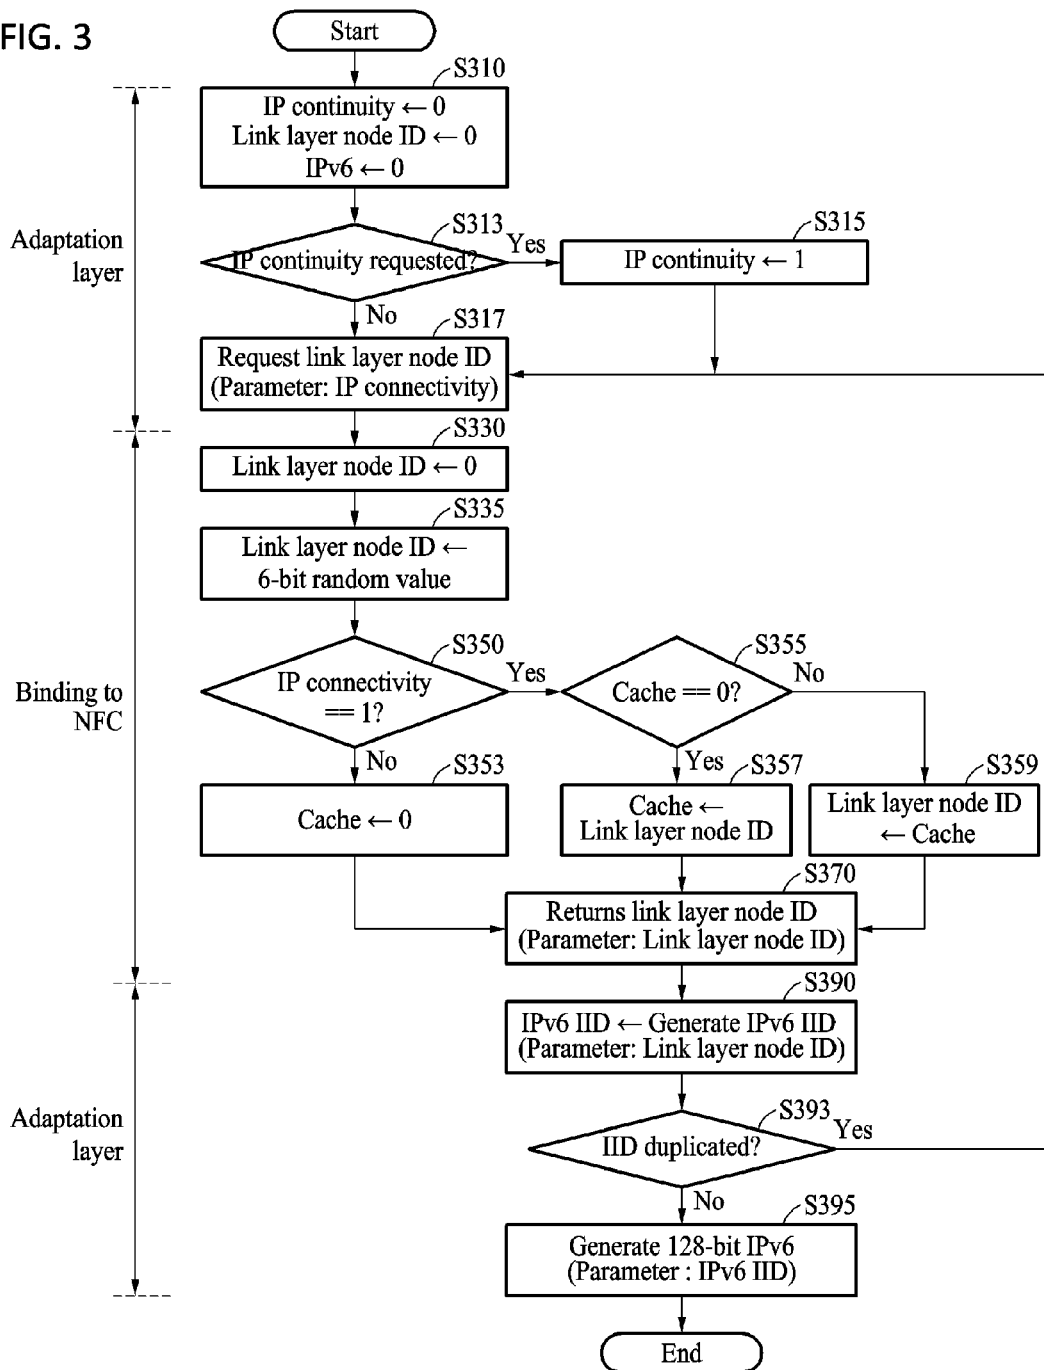 FIG. 3
Start
S310
IP continuity ← 0
Link layer node ID ← 0
IPv6 ← 0
Adaptation
layer
S313
IP continuity requested?
Yes
S315
IP continuity ← 1
No
S317
Request link layer node ID
(Parameter: IP connectivity)
S330
Link layer node ID ← 0
S335
Link layer node ID ←
6-bit random value
Binding to
NFC
S350
IP connectivity
== 1?
Yes
S355
Cache == 0?
No
No
S353
Cache ← 0
Yes
S357
Cache ←
Link layer node ID
S359
Link layer node ID
← Cache
S370
Returns link layer node ID
(Parameter: Link layer node ID)
S390
IPv6 IID ← Generate IPv6 IID
(Parameter: Link layer node ID)
Adaptation
layer
S393
IID duplicated?
Yes
No
S395
Generate 128-bit IPv6
(Parameter : IPv6 IID)
End